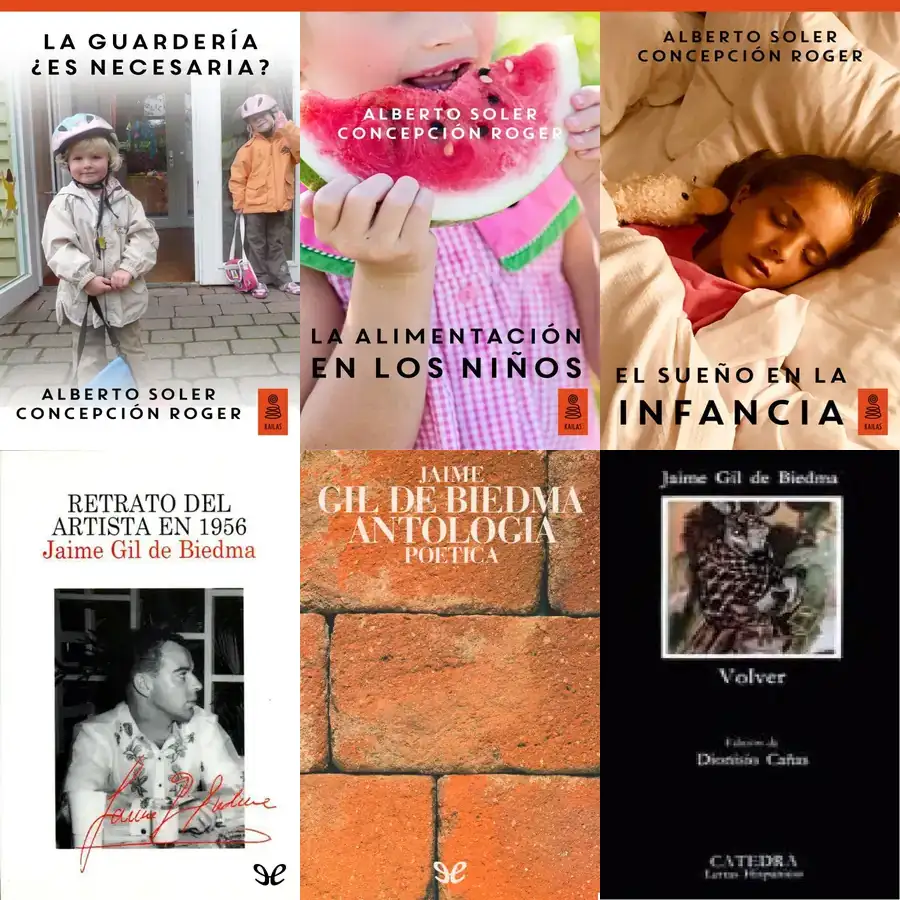 LA GUARDERÍA
¿ES NECESARIA?
ALBERTO SOLER
CONCEPCIÓN ROGER
KAILAS
ALBERTO SOLER
CONCEPCIÓN ROGER
LA ALIMENTACIÓN
EN LOS NIÑOS
KAILAS
ALBERTO SOLER
CONCEPCIÓN ROGER
EL SUEÑO EN LA
INFANCIA
KAILAS
RETRATO DEL
ARTISTA EN 1956
Jaime Gil de Biedma
JAIME
GIL DE BIEDMA
ANTOLOGIA
POETICA
Jaime Gil de Biedma
Volver
Edición de
Dionisio Cañas
CATEDRA
Letras Hispánicas